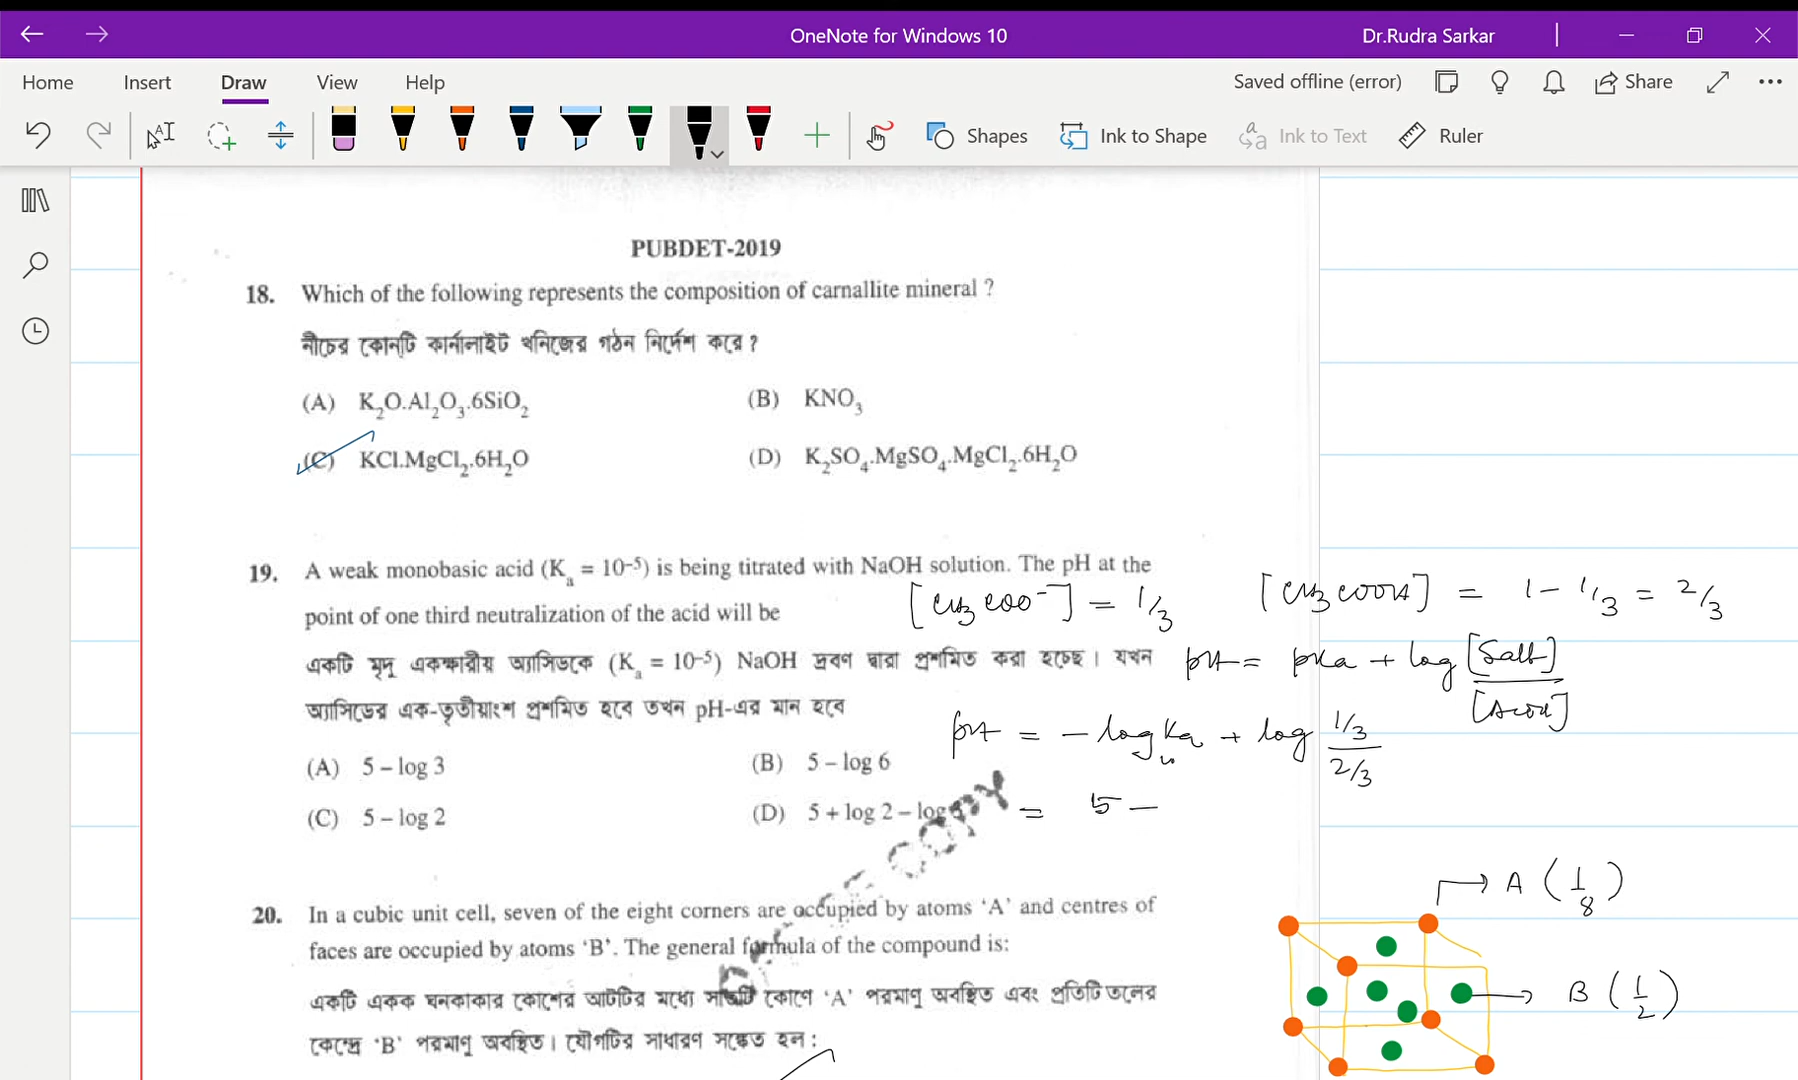 OneNote for Windows 10
Dr.Rudra Sarkar
Home Insert Draw View Help
Saved offline (error) Share
Shapes Ink to Shape Ink to Text Ruler
PUBDET-2019
18. Which of the following represents the composition of carnallite mineral ?
নীচের কোনটি কার্নালাইট খনিজের গঠন নির্দেশ করে ?
(A) K₂O.Al₂O₃.6SiO₂ (B) KNO₃
(C) KCl.MgCl₂.6H₂O (D) K₂SO₄.MgSO₄.MgCl₂.6H₂O
19. A weak monobasic acid (Kₐ = 10⁻⁵) is being titrated with NaOH solution. The pH at the
point of one third neutralization of the acid will be
[CH₃COO⁻] = 1/3 [CH₃COOH] = 1 - 1/3 = 2/3
একটি মৃদু একক্ষারীয় অ্যাসিডকে (Kₐ = 10⁻⁵) NaOH দ্রবণ দ্বারা প্রশমিত করা হচ্ছে। যখন
pH = pKa + log [Salt]/[Acid]
অ্যাসিডের এক-তৃতীয়াংশ প্রশমিত হবে তখন pH-এর মান হবে
pH = - log Ka + log 1/3 / 2/3
(A) 5 – log 3 (B) 5 – log 6
(C) 5 – log 2 (D) 5 + log 2 – log
= 5 -
COPY
20. In a cubic unit cell, seven of the eight corners are occupied by atoms ‘A’ and centres of
faces are occupied by atoms ‘B’. The general formula of the compound is:
একটি একক ঘনকাকার কোশের আটটির মধ্যে সাতটি কোণে ‘A’ পরমাণু অবস্থিত এবং প্রতিটি তলের
কেন্দ্রে ‘B’ পরমাণু অবস্থিত। যৌগটির সাধারণ সঙ্কেত হল :
A (1/8)
B (1/2)